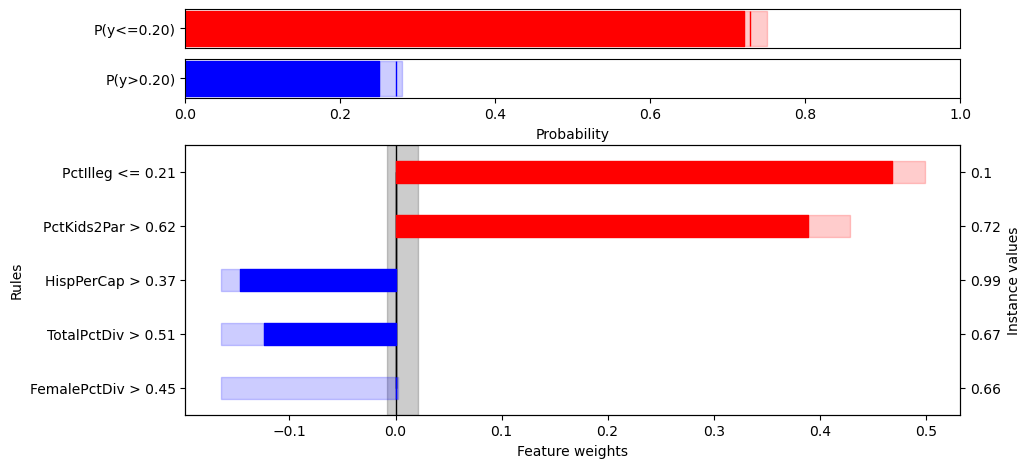 P(y<=0.20)
P(y>0.20)
0.0 0.2 0.4 0.6 0.8 1.0
Probability
Rules
PctIlleg <= 0.21 0.1
PctKids2Par > 0.62 0.72
HispPerCap > 0.37 0.99
TotalPctDiv > 0.51 0.67
FemalePctDiv > 0.45 0.66
Instance values
−0.1 0.0 0.1 0.2 0.3 0.4 0.5
Feature weights